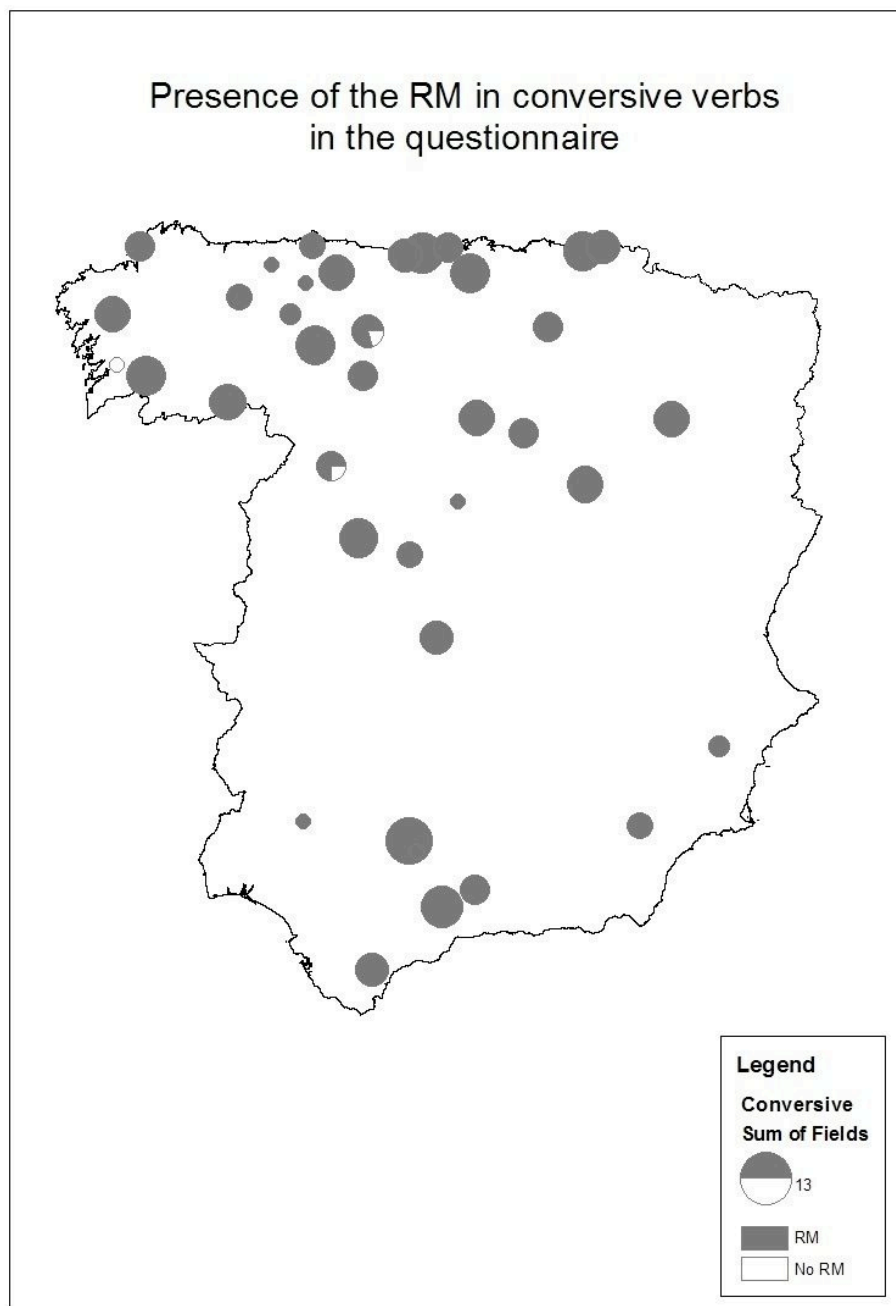 Presence of the RM in conversive verbs
in the questionnaire
Legend
Conversive
Sum of Fields
13
RM
No RM